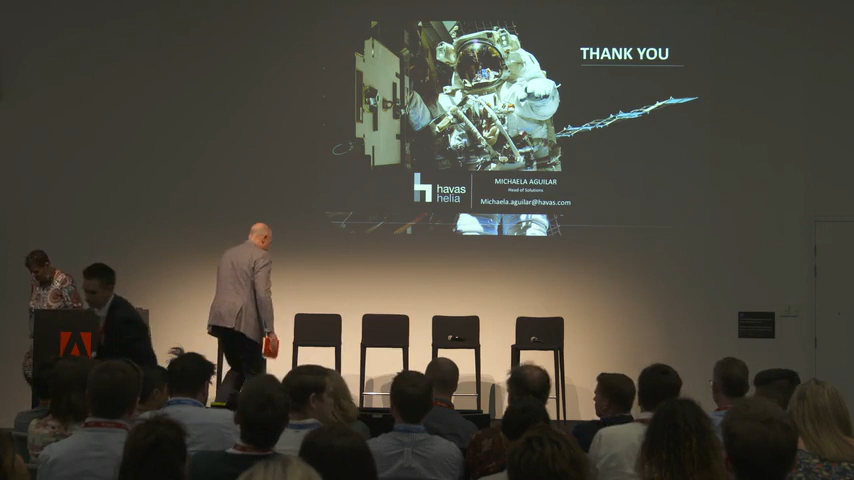 THANK YOU
havas
helia
MICHAELA AGUILAR
Head of Solutions
Michaela.aguilar@havas.com